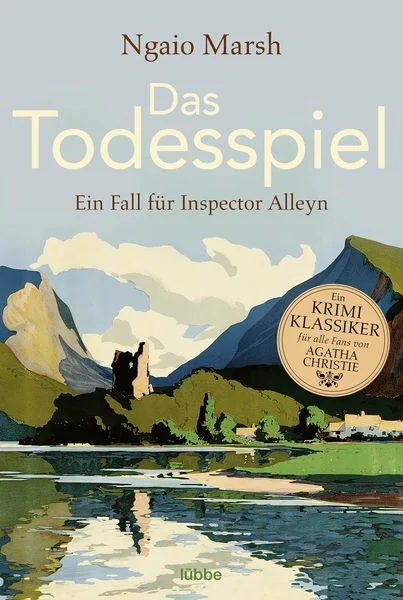 Ngaio Marsh
Das
Todesspiel
Ein Fall für Inspector Alleyn
Ein
KRIMI
KLASSIKER
für alle Fans von
AGATHA
CHRISTIE
lübbe